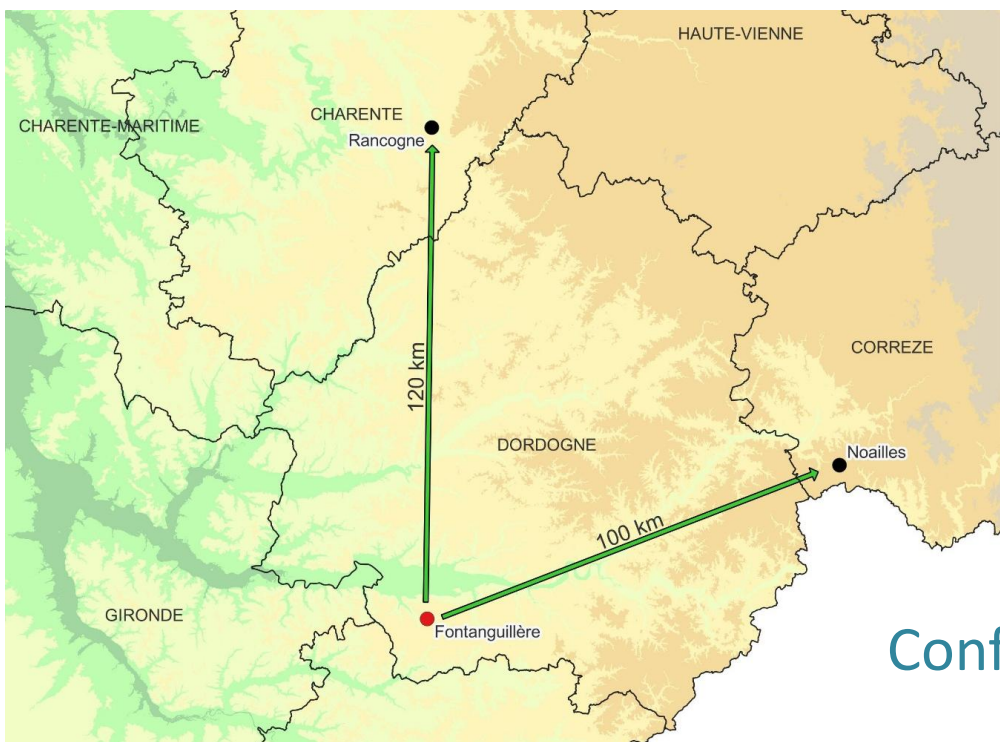 HAUTE-VIENNE
CHARENTE
CHARENTE-MARITIME
Rancogne
120 km
CORREZE
DORDOGNE
Noailles
100 km
GIRONDE
Fontanguillère
Conf